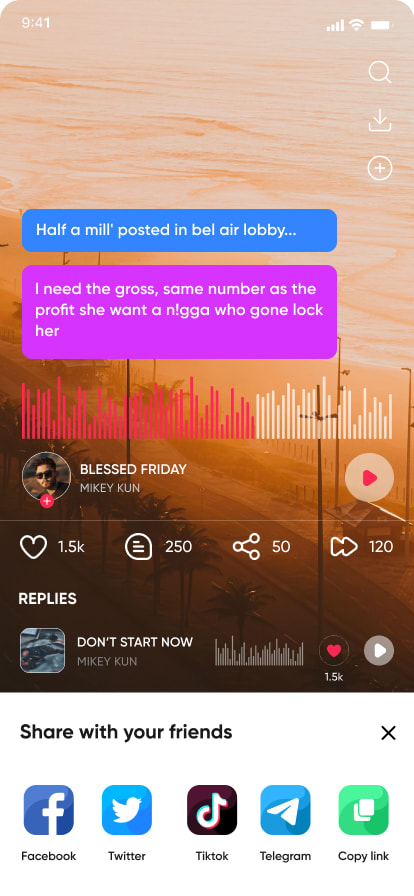 9:41
Half a mill' posted in bel air lobby...
I need the gross, same number as the
profit she want a n!gga who gone lock
her
BLESSED FRIDAY
MIKEY KUN
1.5k
250
50
120
REPLIES
DON'T START NOW
MIKEY KUN
1.5k
Share with your friends
Facebook
Twitter
Tiktok
Telegram
Copy link